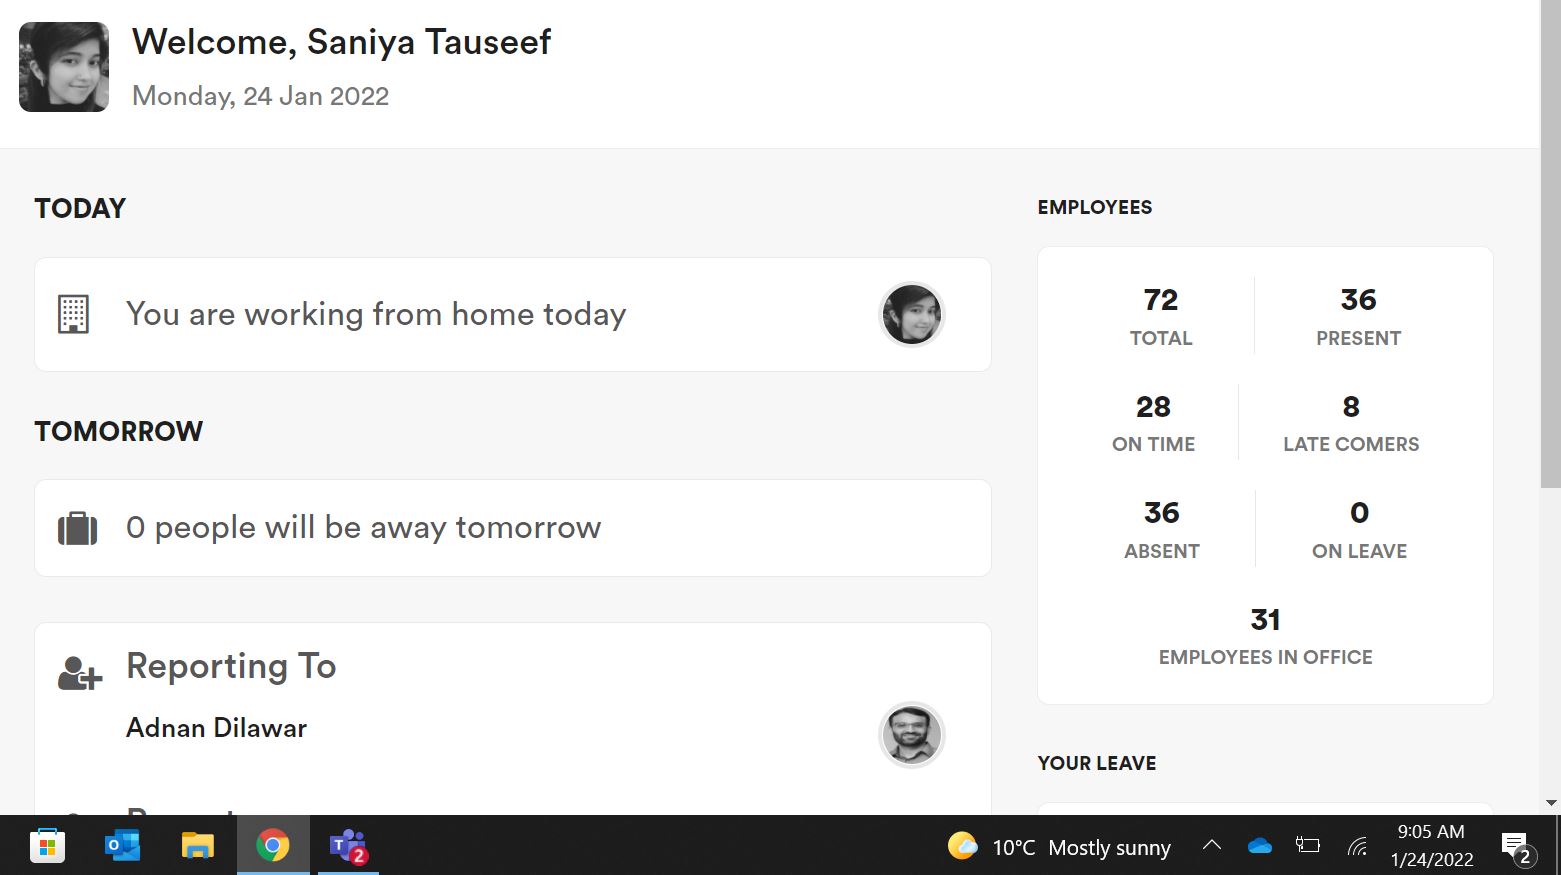 Welcome, Saniya Tauseef
Monday, 24 Jan 2022
TODAY
You are working from home today
TOMORROW
0 people will be away tomorrow
Reporting To
Adnan Dilawar
EMPLOYEES
72
TOTAL
36
PRESENT
28
ON TIME
8
LATE COMERS
36
ABSENT
0
ON LEAVE
31
EMPLOYEES IN OFFICE
YOUR LEAVE
10°C Mostly sunny
9:05 AM
1/24/2022
2
2